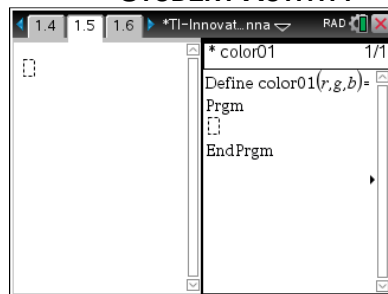 STUDENT ACTIVITY
1.4 1.5 1.6 *TI-Innovat…nna RAD
* color01 1/1
Define color01(r,g,b)=
Prgm
EndPrgm